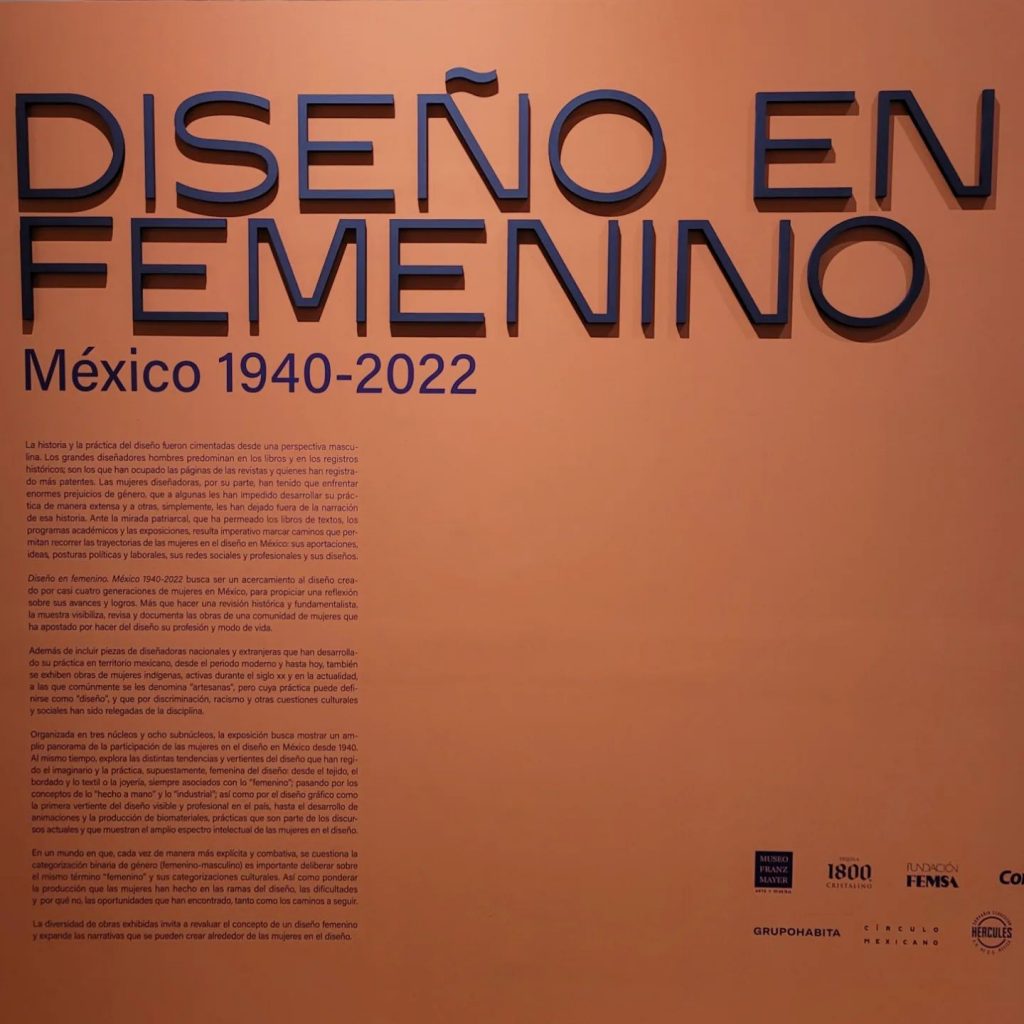 DISEÑO EN
FEMENINO
México 1940-2022
La historia y la práctica del diseño fueron cimentadas desde una perspectiva mascu-
lina. Los grandes diseñadores hombres predominan en los libros y en los registros
históricos; son los que han ocupado las páginas de las revistas y quienes han registra-
do más patentes. Las mujeres diseñadoras, por su parte, han tenido que enfrentar
enormes prejuicios de género, que a algunas les han impedido desarrollar su prác-
tica de manera extensa y a otras, simplemente, les han dejado fuera de la narración
de esa historia. Ante la mirada patriarcal, que ha permeado los libros de textos, los
programas académicos y las exposiciones, resulta imperativo marcar caminos que per-
mitan recorrer las trayectorias de las mujeres en el diseño en México: sus aportaciones,
ideas, posturas políticas y laborales, sus redes sociales y profesionales y sus diseños.
Diseño en femenino. México 1940-2022 busca ser un acercamiento al diseño crea-
do por casi cuatro generaciones de mujeres en México, para propiciar una reflexión
sobre sus avances y logros. Más que hacer una revisión histórica y fundamentalista,
la muestra visibiliza, revisa y documenta las obras de una comunidad de mujeres que
ha apostado por hacer del diseño su profesión y modo de vida.
Además de incluir piezas de diseñadoras nacionales y extranjeras que han desarrolla-
do su práctica en territorio mexicano, desde el periodo moderno y hasta hoy, también
se exhiben obras de mujeres indígenas, activas durante el siglo XX y en la actualidad,
a las que comúnmente se les denomina "artesanas", pero cuya práctica puede defi-
nirse como "diseño", y que por discriminación, racismo y otras cuestiones culturales
y sociales han sido relegadas de la disciplina.
Organizada en tres núcleos y ocho subnúcleos, la exposición busca mostrar un am-
plio panorama de la participación de las mujeres en el diseño en México desde 1940.
Al mismo tiempo, explora las distintas tendencias y vertientes del diseño que han regi-
do el imaginario y la práctica, supuestamente, femenina del diseño: desde el tejido, el
bordado y lo textil o la joyería, siempre asociados con lo "femenino"; pasando por los
conceptos de lo "hecho a mano" y lo "industrial"; así como por el diseño gráfico como
la primera vertiente del diseño visible y profesional en el país, hasta el desarrollo de
animaciones y la producción de biomateriales, prácticas que son parte de los discur-
sos actuales y que muestran el amplio espectro intelectual de las mujeres en el diseño.
En un mundo en que, cada vez de manera más explícita y combativa, se cuestiona la
categorización binaria de género (femenino-masculino) es importante deliberar sobre
el mismo término "femenino" y sus categorizaciones culturales. Así como ponderar
la producción que las mujeres han hecho en las ramas del diseño, las dificultades
y por qué no, las oportunidades que han encontrado, tanto como los caminos a seguir.
La diversidad de obras exhibidas invita a revaluar el concepto de un diseño femenino
y expande las narrativas que se pueden crear alrededor de las mujeres en el diseño.
MUSEO
FRANZ
MAYER
TEQUILA
1800
CRISTALINO
FUNDACIÓN
FEMSA
Co
GRUPOHABITA
CÍRCULO
MEXICANO
HÉRCULES